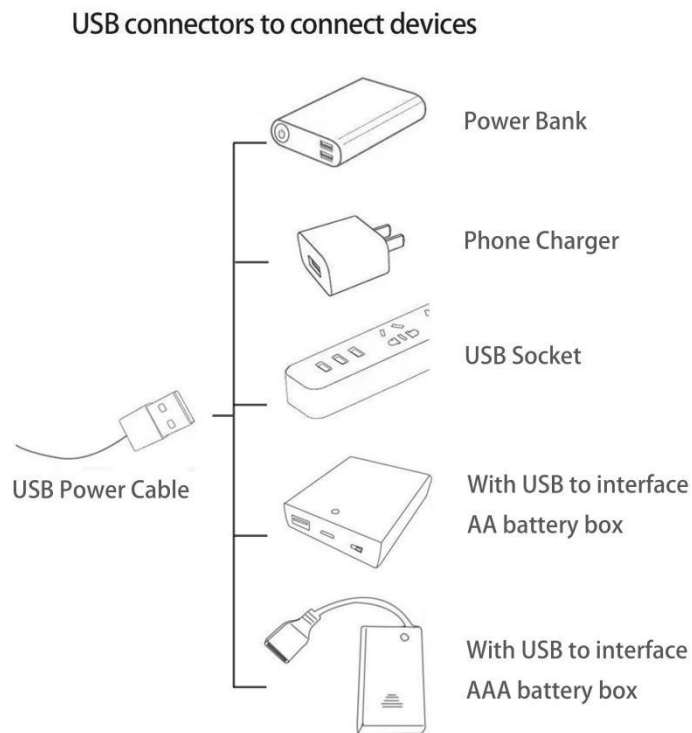 USB connectors to connect devices
Power Bank
Phone Charger
USB Socket
USB Power Cable
With USB to interface
AA battery box
With USB to interface
AAA battery box